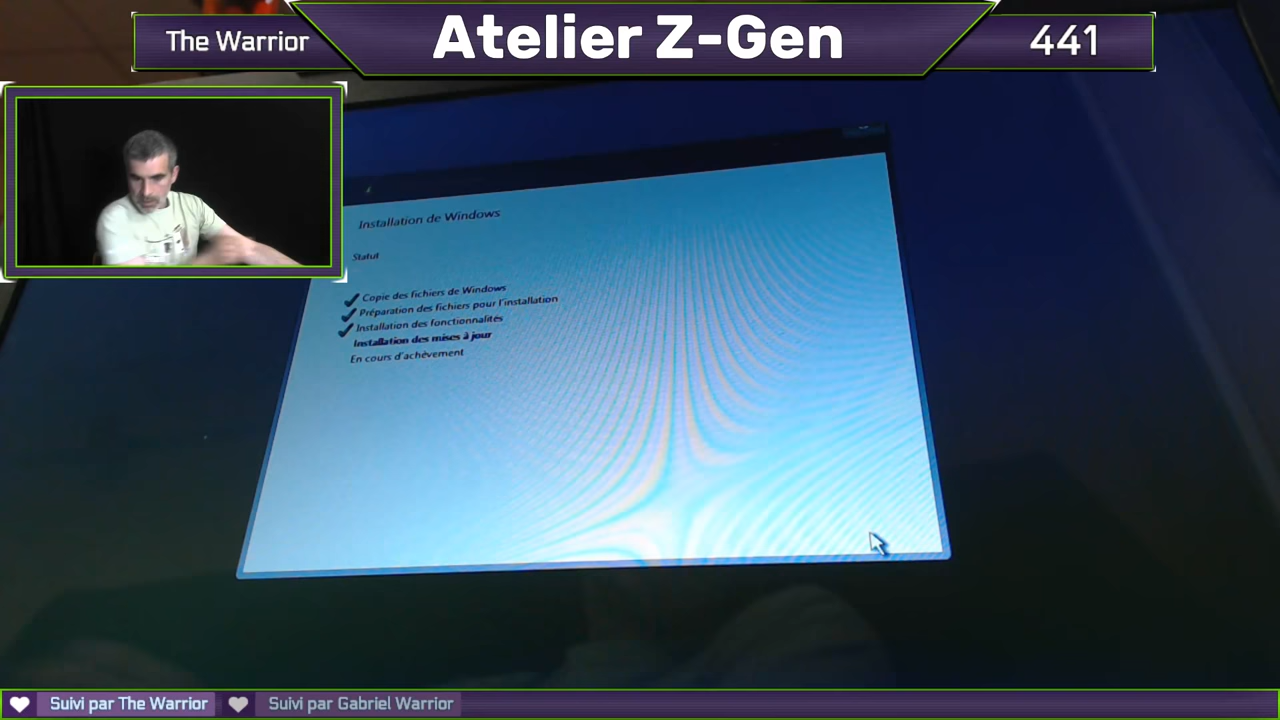 The Warrior
Atelier Z-Gen
441
Installation de Windows
Statut
Copie des fichiers de Windows
Préparation des fichiers pour l'installation
Installation des fonctionnalités
Installation des mises à jour
En cours d'achèvement
Suivi par The Warrior
Suivi par Gabriel Warrior